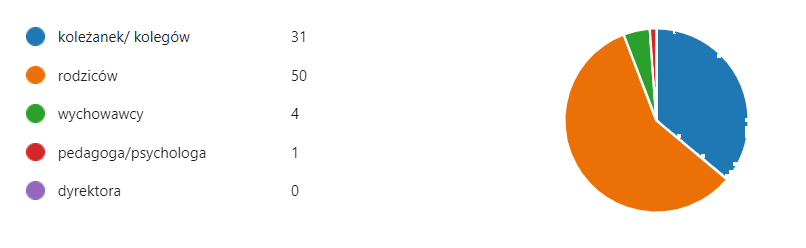 koleżanek/ kolegów 31
rodziców 50
wychowawcy 4
pedagoga/psychologa 1
dyrektora 0